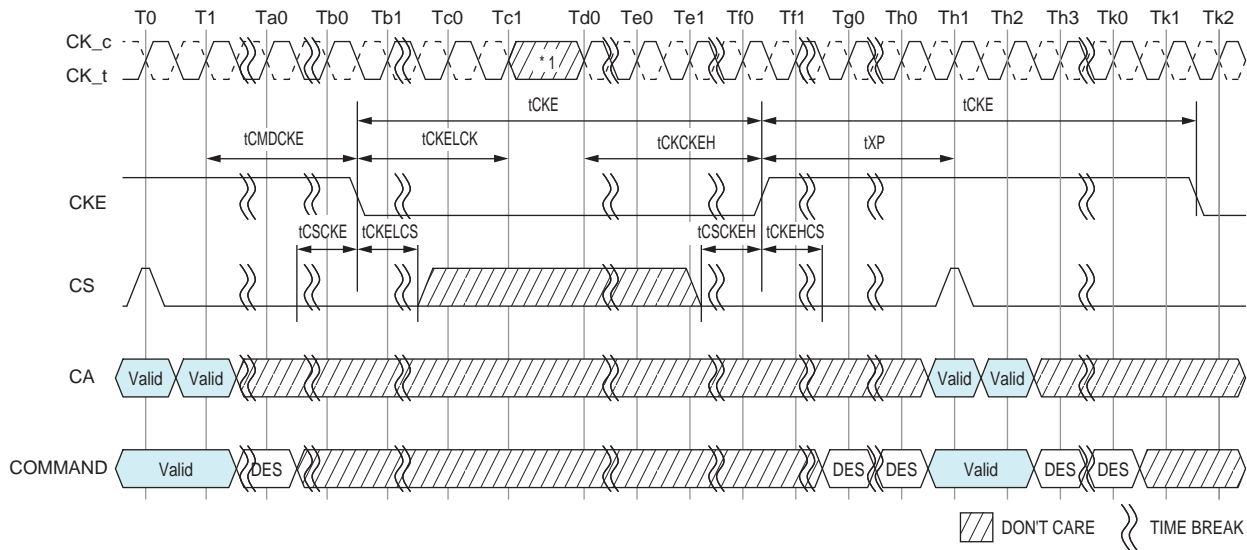 T0 T1 Ta0 Tb0 Tb1 Tc0 Tc1 Td0 Te0 Te1 Tf0 Tf1 Tg0 Th0 Th1 Th2 Th3 Tk0 Tk1 Tk2
CK_c
CK_t
* 1
tCKE tCKE
tCMDCKE tCKELCK tCKCKEH tXP
CKE
tCSCKE tCKELCS tCSCKEH tCKEHCS
CS
CA Valid Valid Valid Valid
COMMAND Valid DES DES DES Valid DES DES
DON'T CARE TIME BREAK